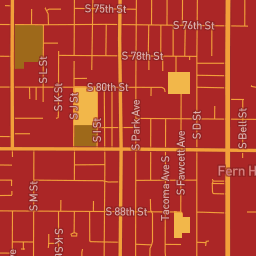 S 75th St
S 76th St
S 78th St
S L St
S 80th St
S K St
S J St
S I St
S Park Ave
S D St
S Bell St
S Fawcett Ave
Tacoma Ave S
Fern H
S M St
S 88th St
S K St